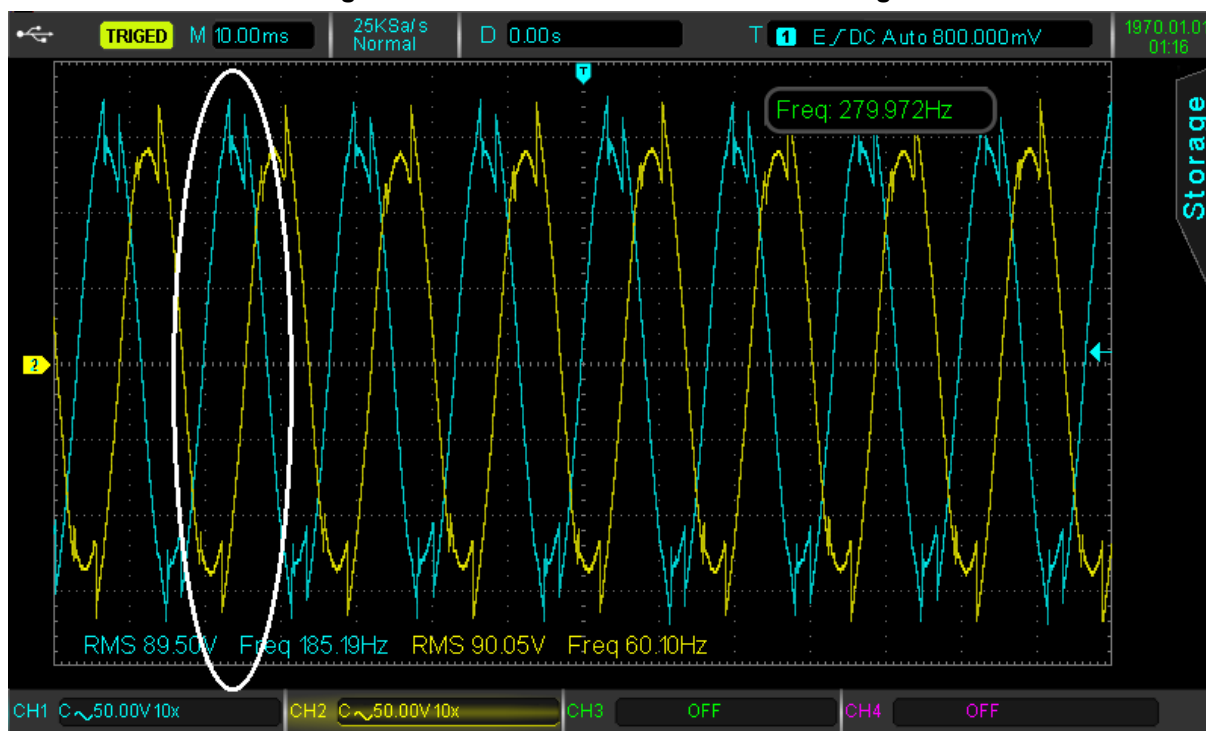 TRIGED M 10.00ms 25KSa/s Normal D 0.00s T 1 E DC Auto 800.000mV 1970.01.01 01:16
T
Freq: 279.972Hz
Storage
2
RMS 89.50V Freq 185.19Hz RMS 90.05V Freq 60.10Hz
CH1 C 50.00V 10x CH2 C 50.00V 10x CH3 OFF CH4 OFF